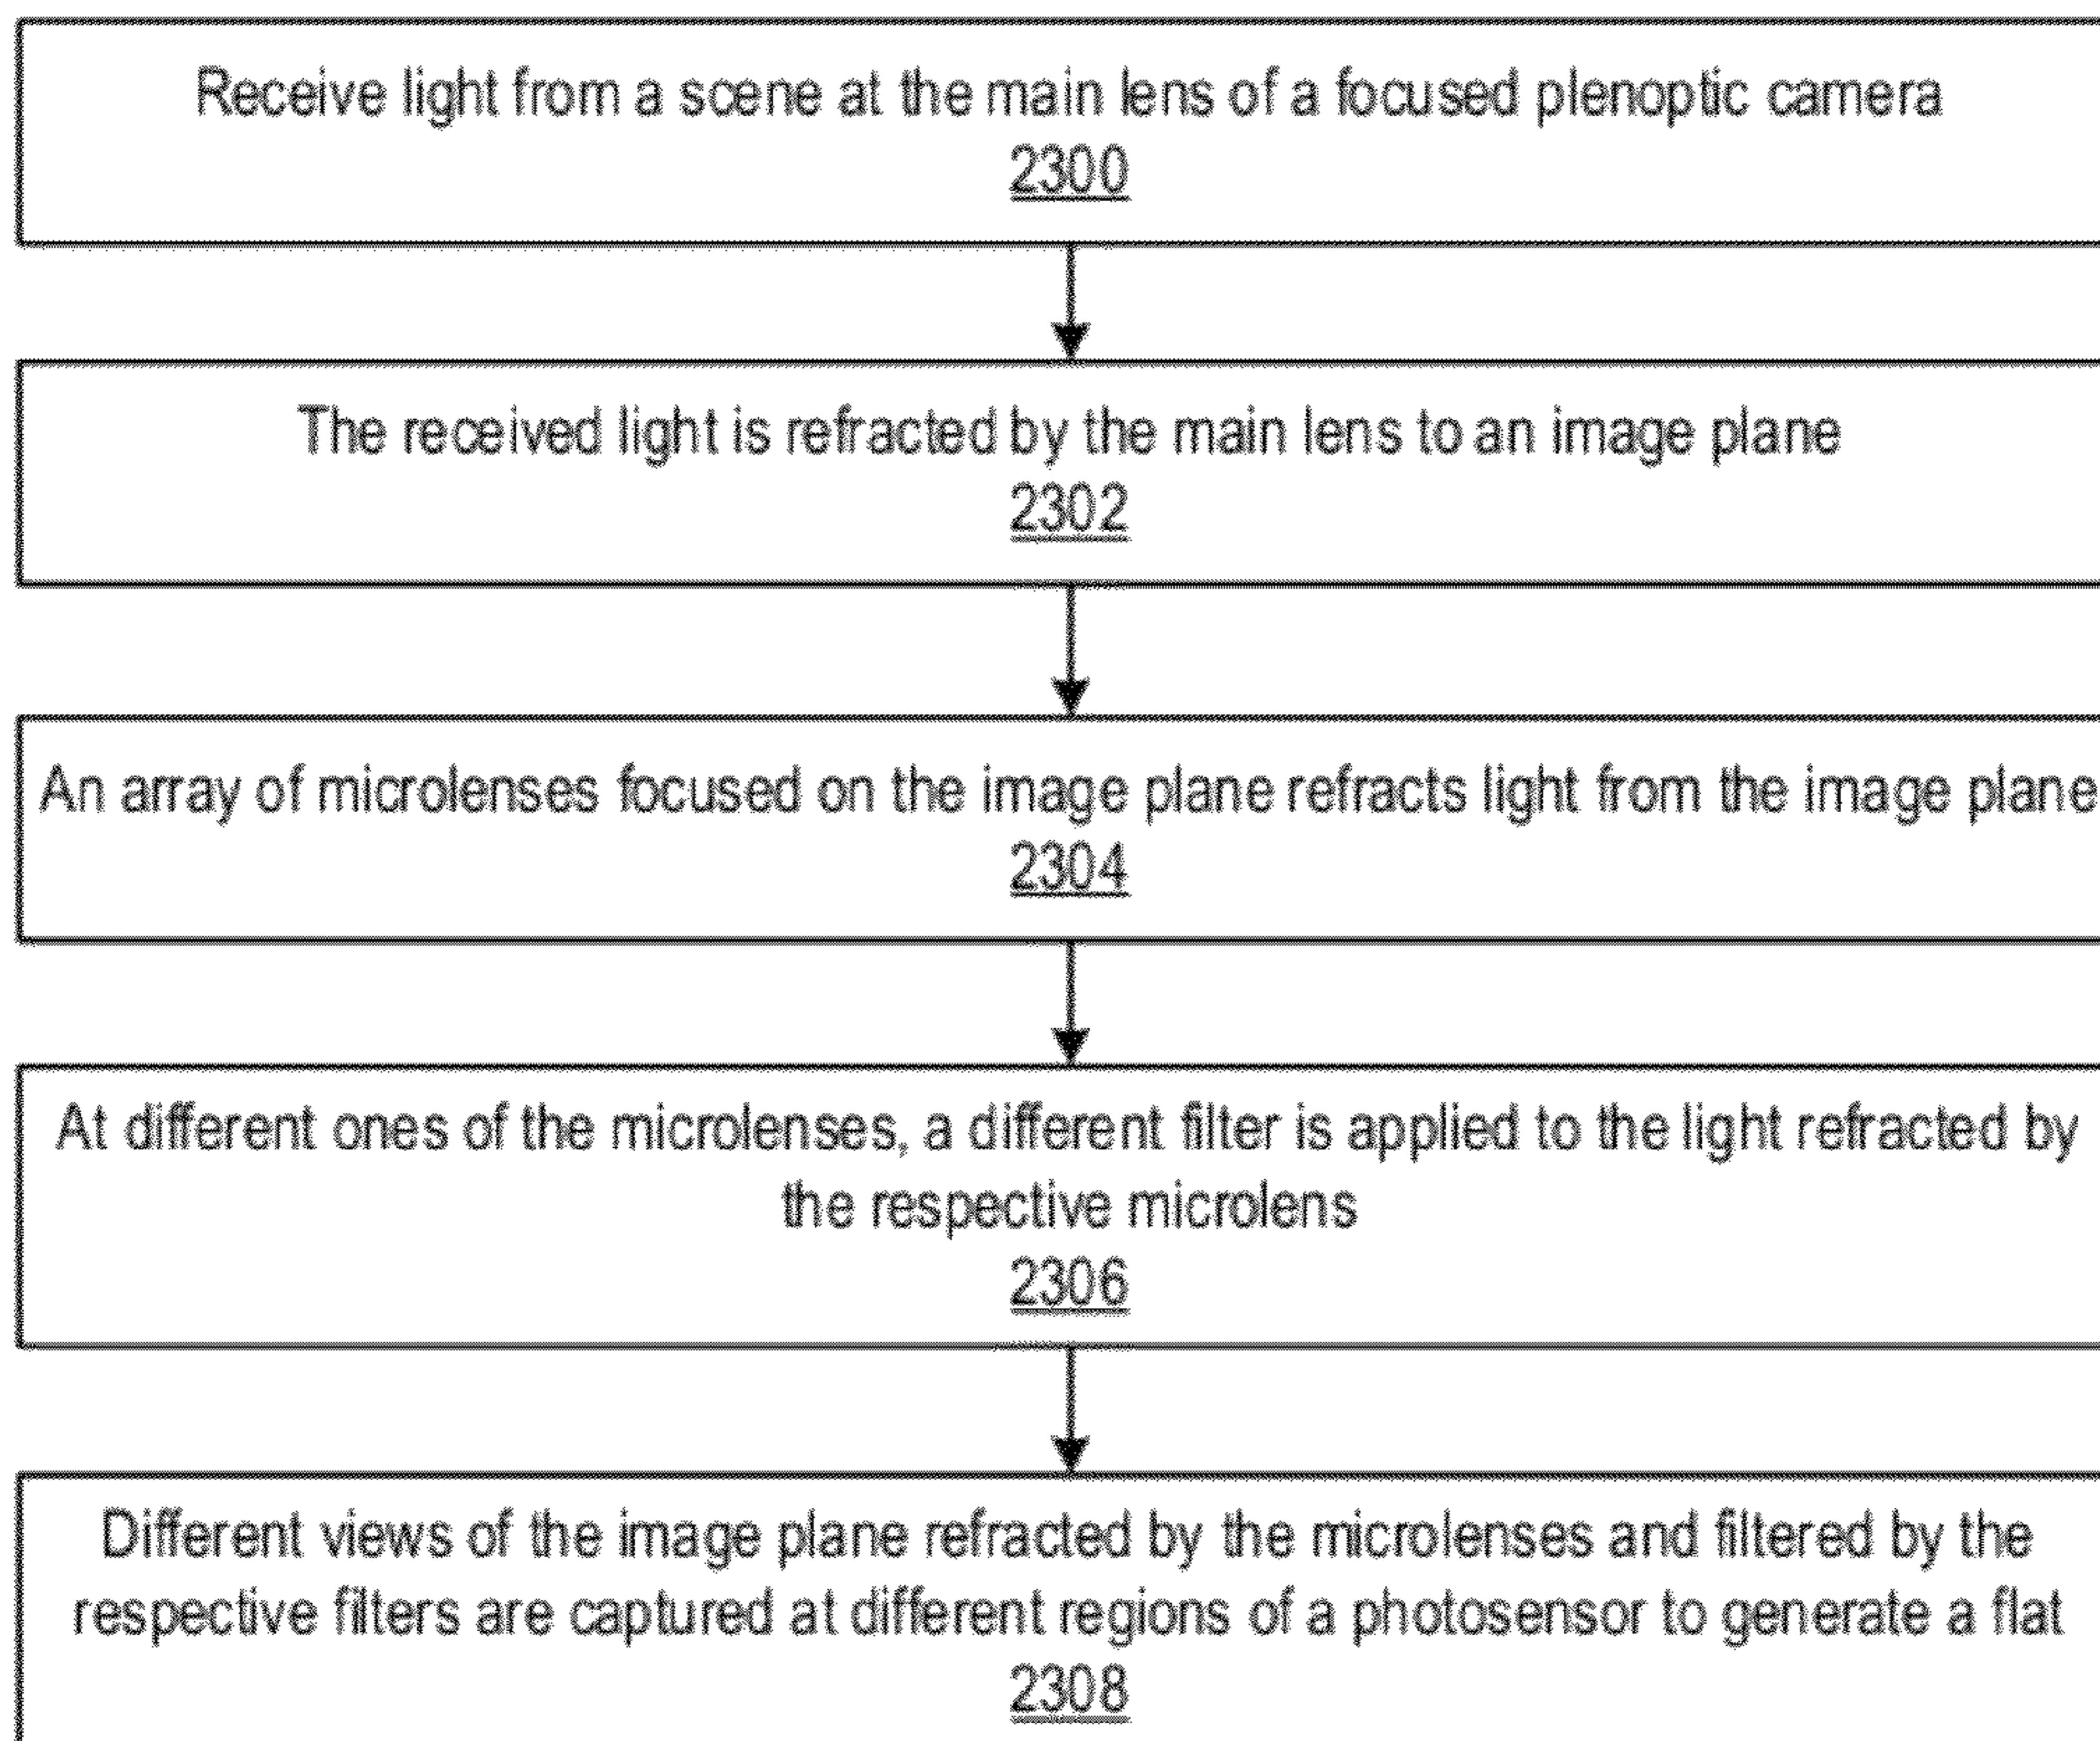 Receive light from a scene at the main lens of a focused plenoptic camera
2300
The received light is refracted by the main lens to an image plane
2302
An array of microlenses focused on the image plane refracts light from the image plane
2304
At different ones of the microlenses, a different filter is applied to the light refracted by
the respective microlens
2306
Different views of the image plane refracted by the microlenses and filtered by the
respective filters are captured at different regions of a photosensor to generate a flat
2308